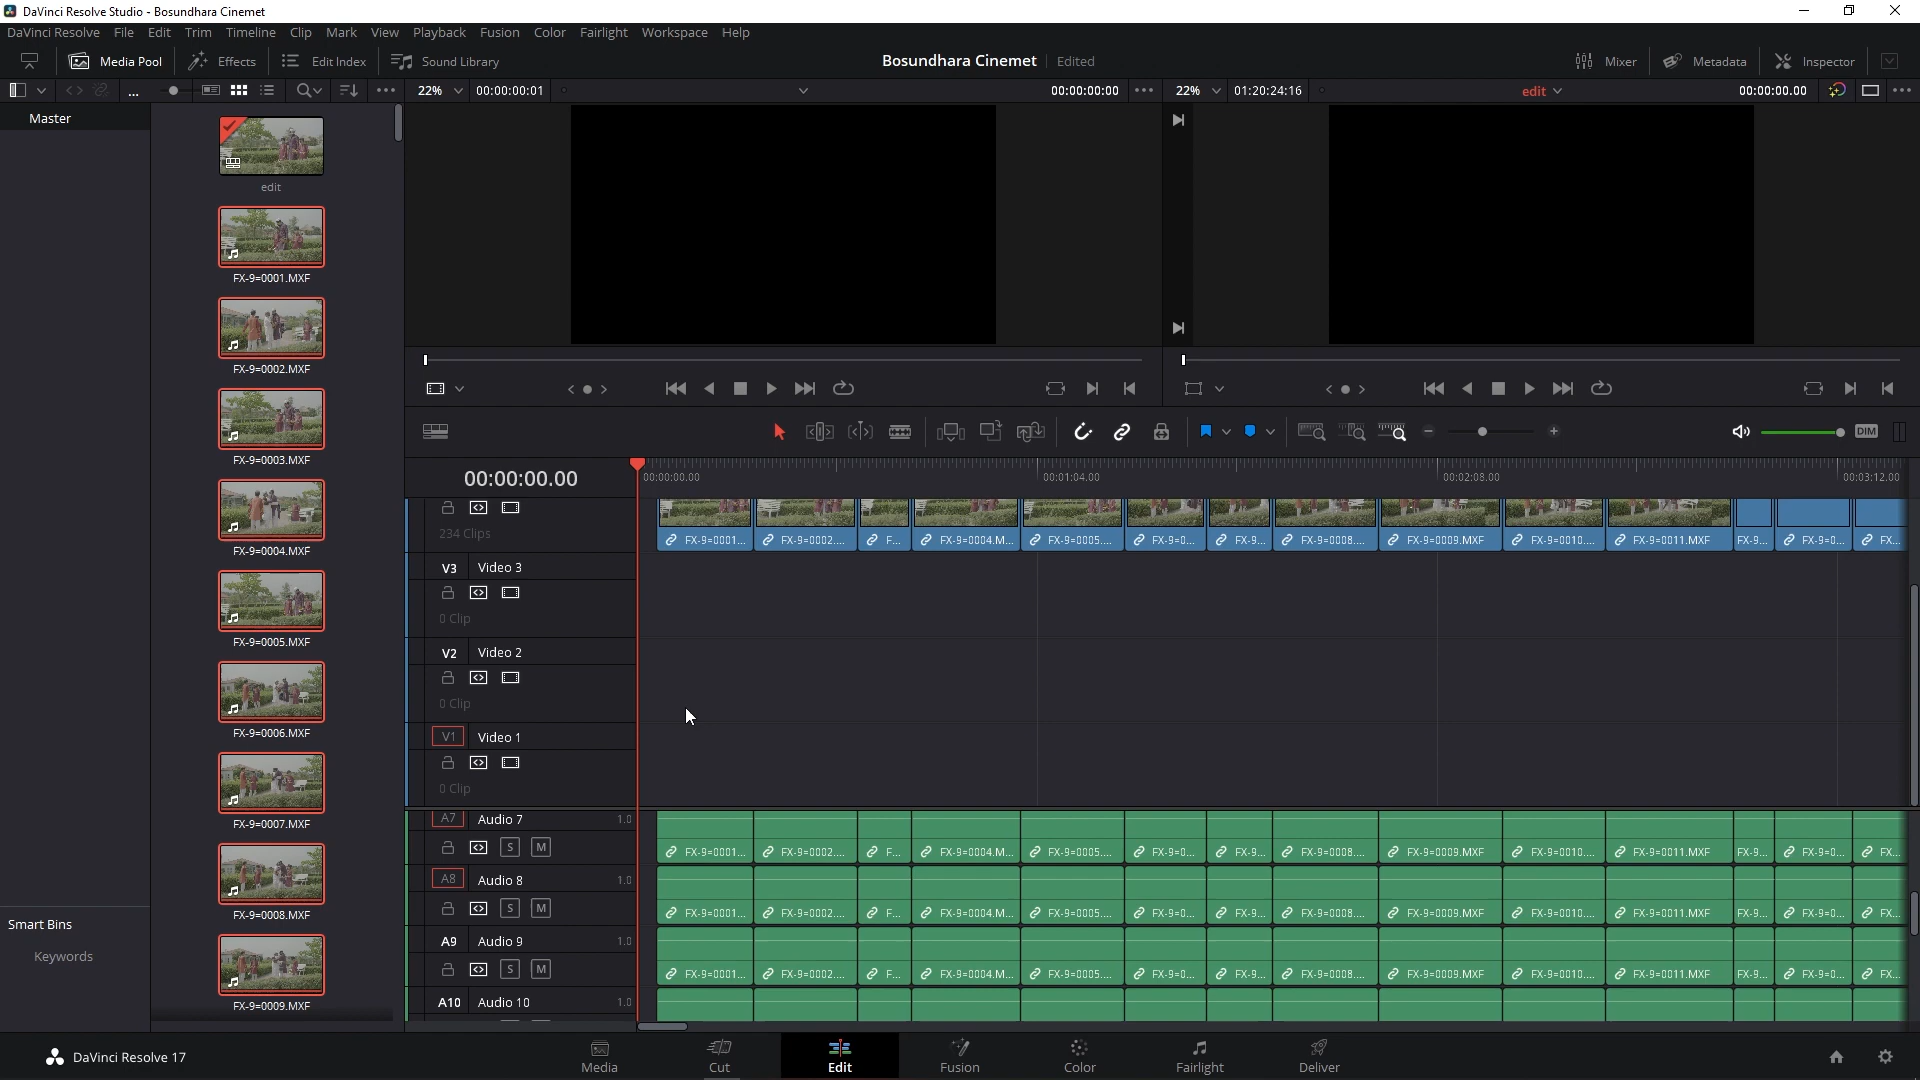 DaVinci Resolve Studio - Bosundhara Cinemet
DaVinci Resolve File Edit Trim Timeline Clip Mark View Playback Fusion Color Fairlight Workspace Help
Media Pool Effects Edit Index Sound Library Bosundhara Cinemet Edited Mixer Metadata Inspector
22% 00:00:00:01 00:00:00:00 22% 01:20:24:16 edit 00:00:00.00
Master
edit
FX-9=0001.MXF
FX-9=0002.MXF
FX-9=0003.MXF
FX-9=0004.MXF
FX-9=0005.MXF
FX-9=0006.MXF
FX-9=0007.MXF
FX-9=0008.MXF
FX-9=0009.MXF
Smart Bins
Keywords
DIM
00:00:00.00 00:00:00.00 00:01:04.00 00:02:08.00 00:03:12.00
234 Clips
FX-9=0001... FX-9=0002.... F... FX-9=0004.M... FX-9=0005.... FX-9=0... FX-9... FX-9=0008.... FX-9=0009.MXF FX-9=0010.... FX-9=0011.MXF FX-9... FX-9=0... FX...
V3 Video 3
0 Clip
V2 Video 2
0 Clip
V1 Video 1
0 Clip
A7 Audio 7 1.0
S M FX-9=0001... FX-9=0002.... F... FX-9=0004.M... FX-9=0005.... FX-9=0... FX-9... FX-9=0008.... FX-9=0009.MXF FX-9=0010.... FX-9=0011.MXF FX-9... FX-9=0... FX...
A8 Audio 8 1.0
S M FX-9=0001... FX-9=0002.... F... FX-9=0004.M... FX-9=0005.... FX-9=0... FX-9... FX-9=0008.... FX-9=0009.MXF FX-9=0010.... FX-9=0011.MXF FX-9... FX-9=0... FX...
A9 Audio 9 1.0
S M FX-9=0001... FX-9=0002.... F... FX-9=0004.M... FX-9=0005.... FX-9=0... FX-9... FX-9=0008.... FX-9=0009.MXF FX-9=0010.... FX-9=0011.MXF FX-9... FX-9=0... FX...
A10 Audio 10 1.0
DaVinci Resolve 17 Media Cut Edit Fusion Color Fairlight Deliver